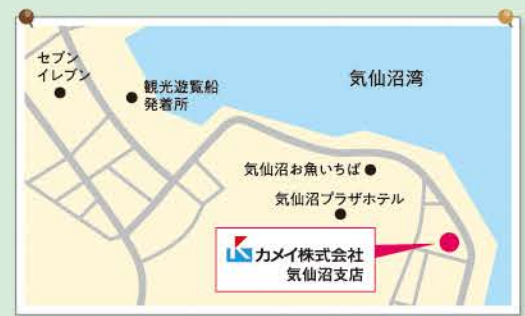 セブン
イレブン
観光遊覧船
発着所
気仙沼湾
気仙沼お魚いちば
気仙沼プラザホテル
カメイ株式会社
気仙沼支店